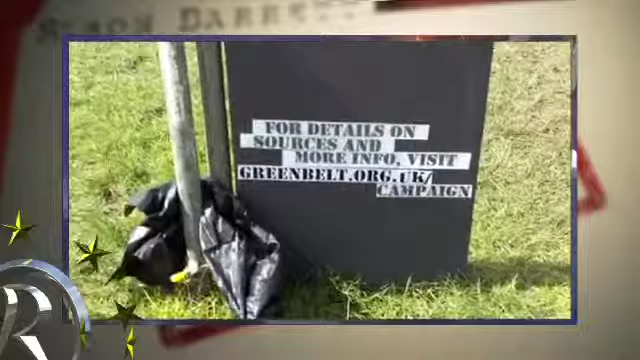 FOR DETAILS ON
SOURCES AND
MORE INFO, VISIT
GREENBELT.ORG.UK/
CAMPAIGN
R